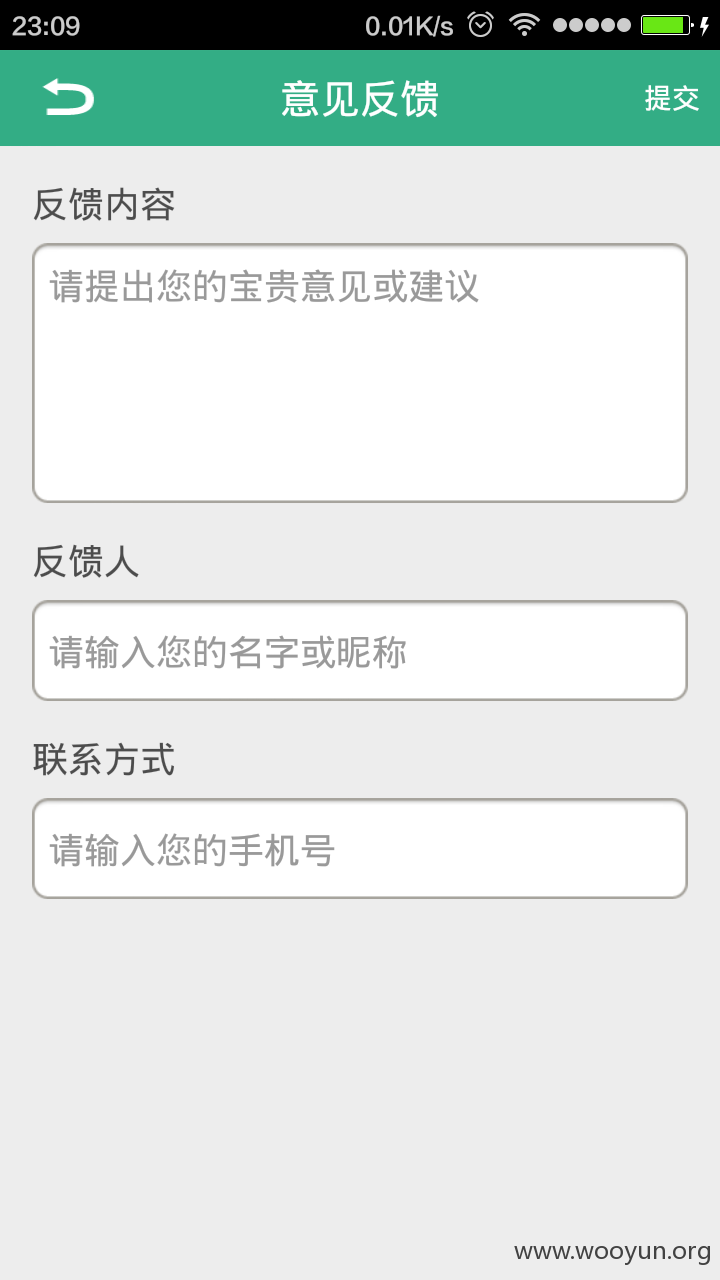 23:09 0.01K/s
意见反馈 提交
反馈内容
请提出您的宝贵意见或建议
反馈人
请输入您的名字或昵称
联系方式
请输入您的手机号
www.wooyun.org